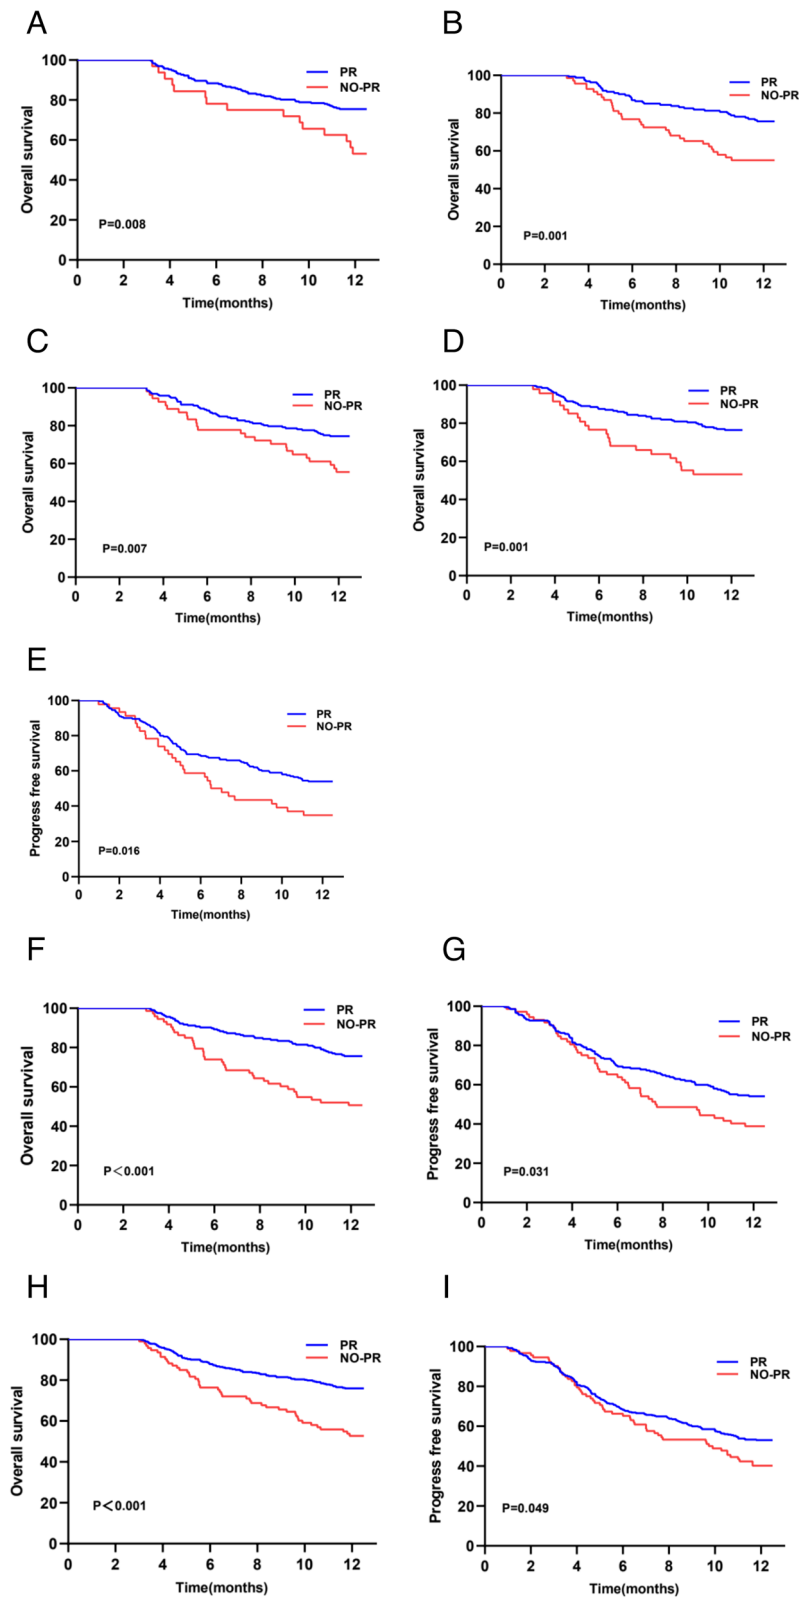 A
100
80
60
40
20
0
Overall survival
PR
NO-PR
P=0.008
0 2 4 6 8 10 12
Time(months)
B
100
80
60
40
20
0
Overall survival
PR
NO-PR
P=0.001
0 2 4 6 8 10 12
Time(months)
C
100
80
60
40
20
0
Overall survival
PR
NO-PR
P=0.007
0 2 4 6 8 10 12
Time(months)
D
100
80
60
40
20
0
Overall survival
PR
NO-PR
P=0.001
0 2 4 6 8 10 12
Time(months)
E
100
80
60
40
20
0
Progress free survival
PR
NO-PR
P=0.016
0 2 4 6 8 10 12
Time(months)
F
100
80
60
40
20
0
Overall survival
PR
NO-PR
P<0.001
0 2 4 6 8 10 12
Time(months)
G
100
80
60
40
20
0
Progress free survival
PR
NO-PR
P=0.031
0 2 4 6 8 10 12
Time(months)
H
100
80
60
40
20
0
Overall survival
PR
NO-PR
P<0.001
0 2 4 6 8 10 12
Time(months)
I
100
80
60
40
20
0
Progress free survival
PR
NO-PR
P=0.049
0 2 4 6 8 10 12
Time(months)